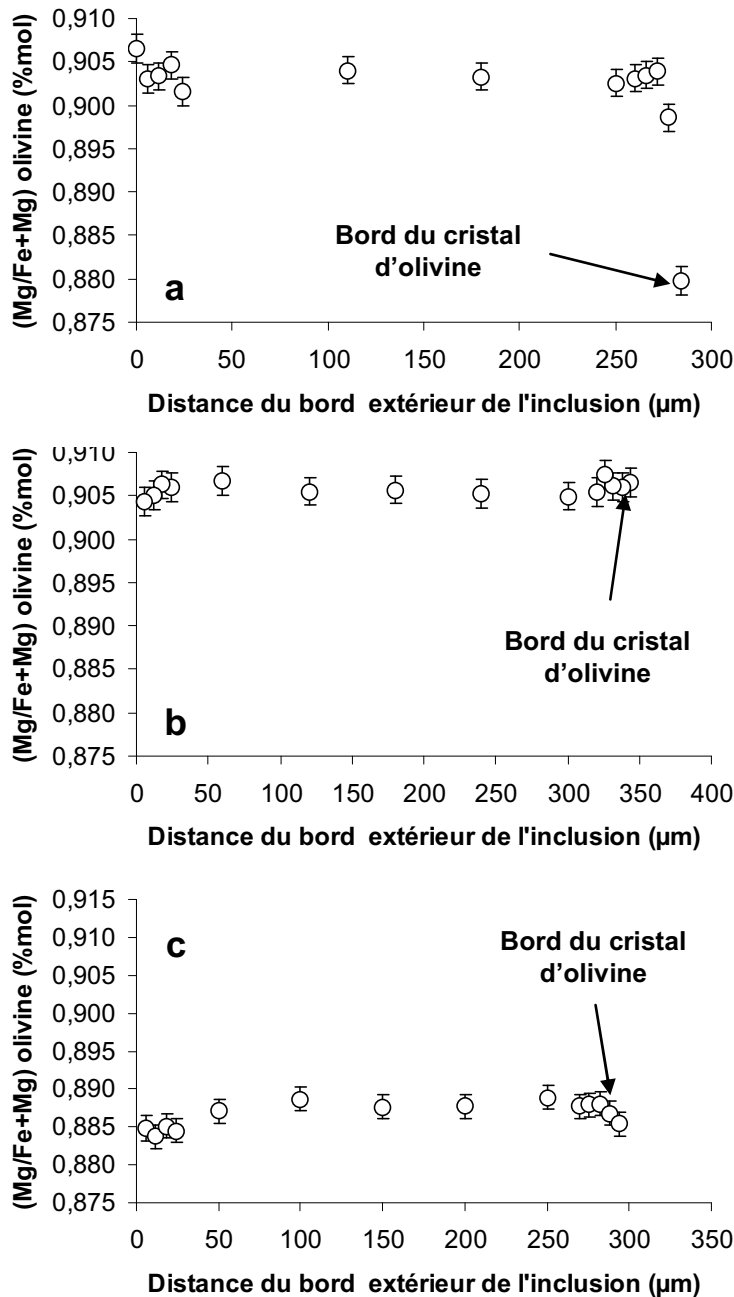 (Mg/Fe+Mg) olivine (%mol)
0,910
0,905
0,900
0,895
0,890
0,885
0,880
0,875
Bord du cristal
d’olivine
a
0 50 100 150 200 250 300
Distance du bord extérieur de l'inclusion (µm)
(Mg/Fe+Mg) olivine (%mol)
0,910
0,905
0,900
0,895
0,890
0,885
0,880
0,875
Bord du cristal
d’olivine
b
0 50 100 150 200 250 300 350 400
Distance du bord extérieur de l'inclusion (µm)
(Mg/Fe+Mg) olivine (%mol)
0,915
0,910
0,905
0,900
0,895
0,890
0,885
0,880
0,875
c
Bord du cristal
d’olivine
0 50 100 150 200 250 300 350
Distance du bord extérieur de l'inclusion (µm)